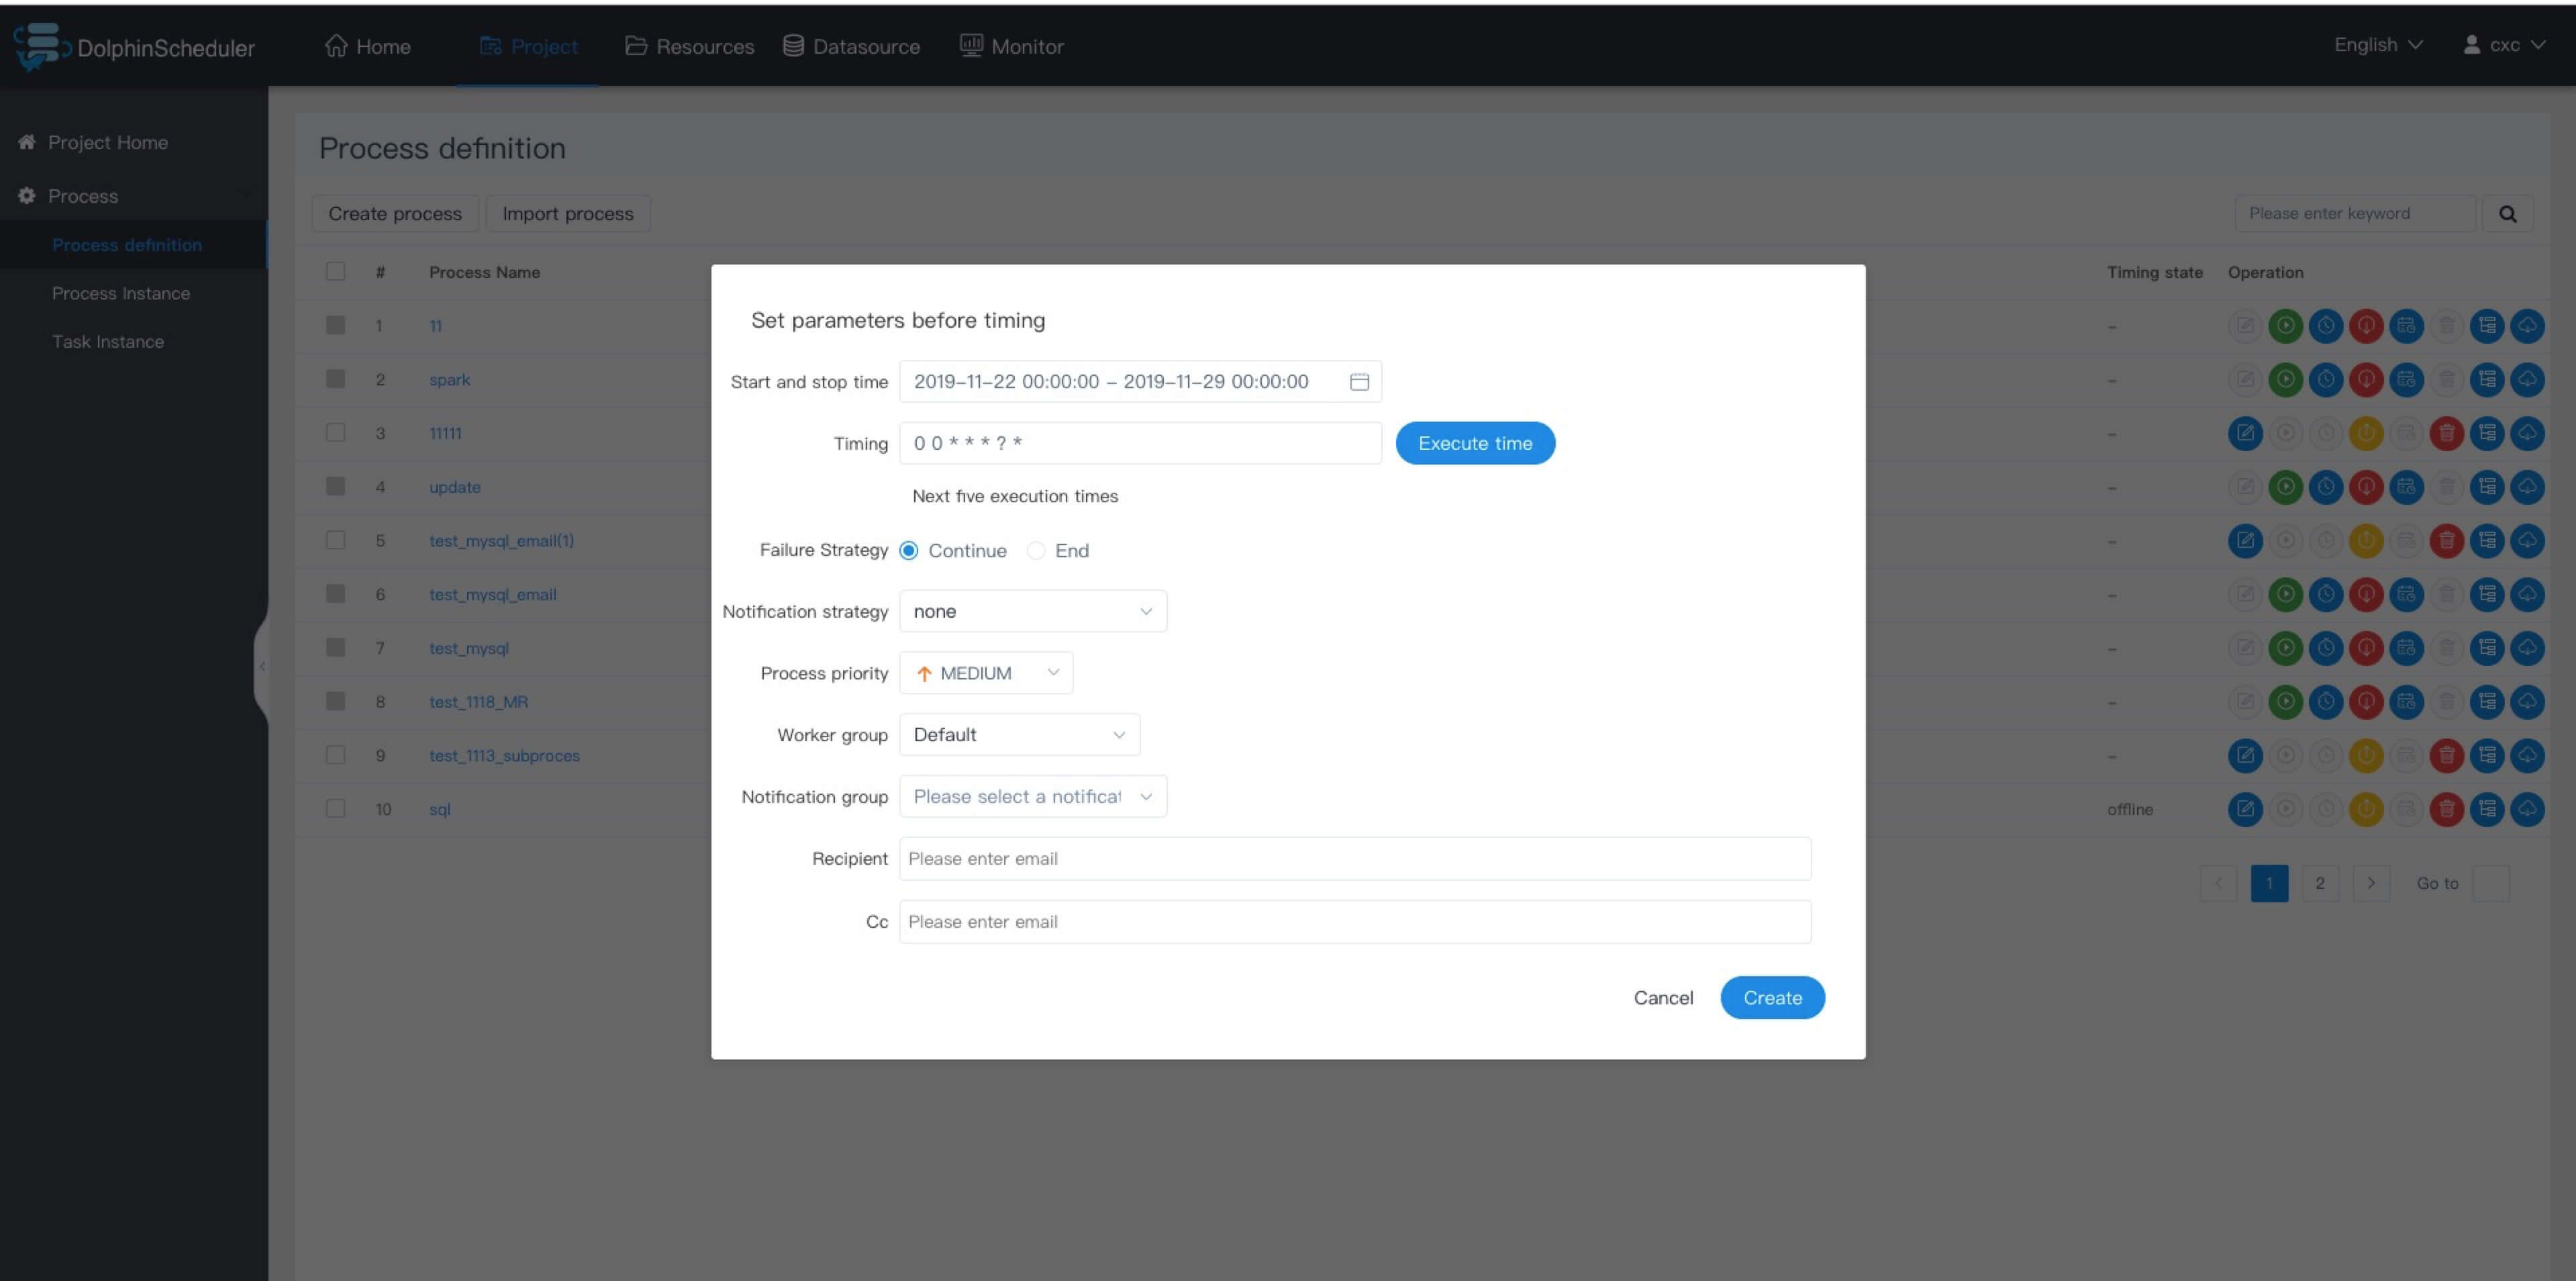 DolphinScheduler Home Project Resources Datasource Monitor English cxc
Project Home
Process
Process definition
Process Instance
Task Instance
Process definition
Create process Import process Please enter keyword
# Process Name Timing state Operation
1 11 -
2 spark -
3 11111 -
4 update -
5 test_mysql_email(1) -
6 test_mysql_email -
7 test_mysql -
8 test_1118_MR -
9 test_1113_subproces -
10 sql offline
1 2 Go to
Set parameters before timing
Start and stop time 2019-11-22 00:00:00 - 2019-11-29 00:00:00
Timing 0 0 * * * ? * Execute time
Next five execution times
Failure Strategy Continue End
Notification strategy none
Process priority MEDIUM
Worker group Default
Notification group Please select a notificat
Recipient Please enter email
Cc Please enter email
Cancel Create